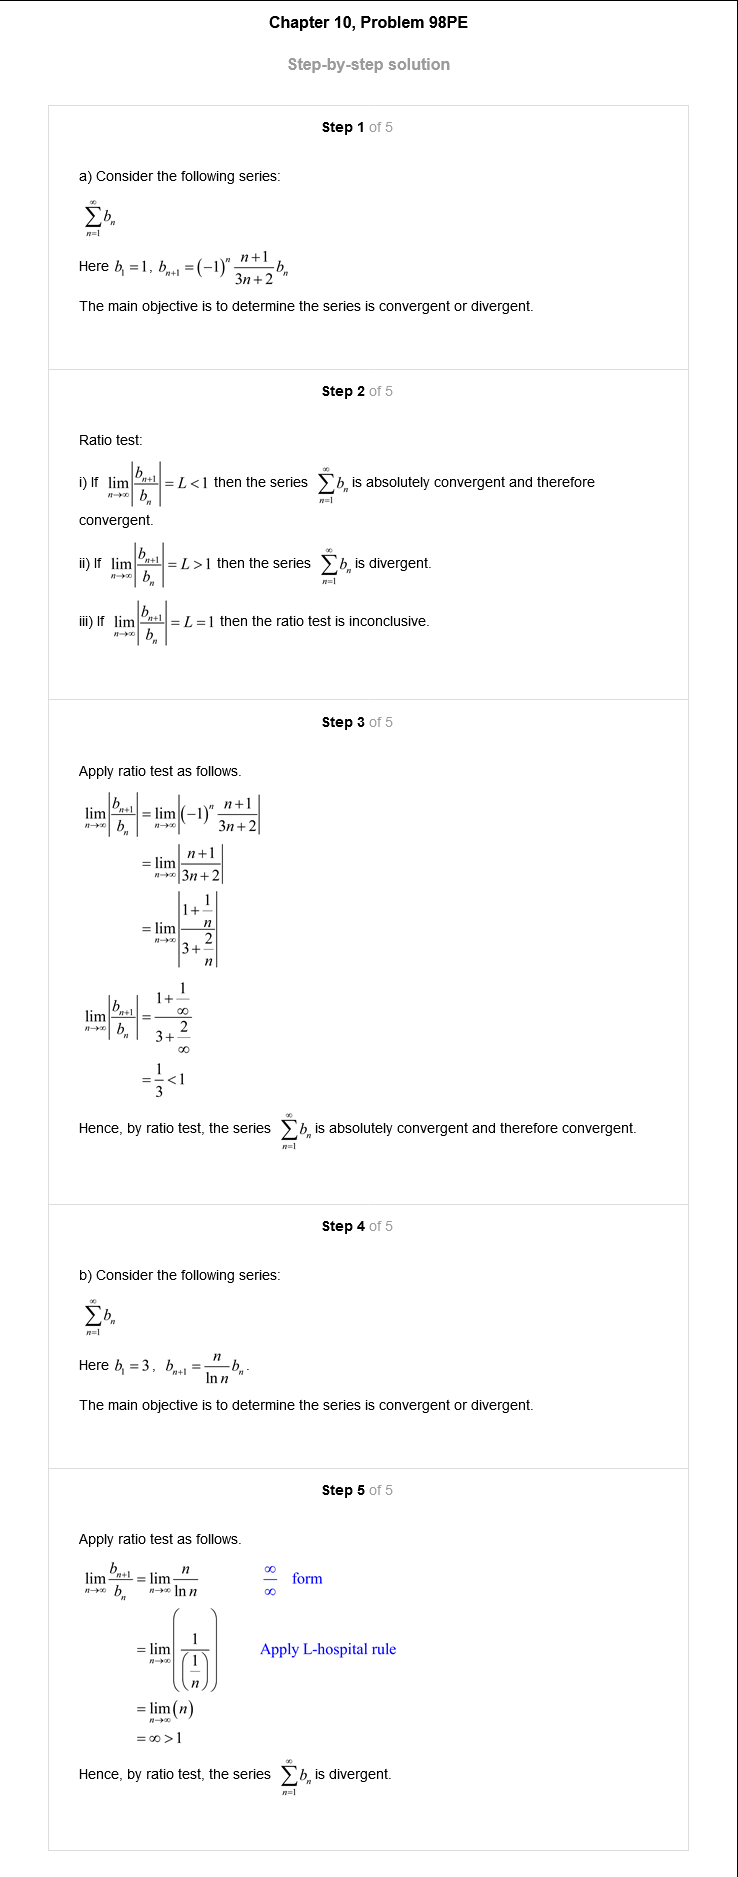 Chapter 10, Problem 98PE
Step-by-step solution
Step 1 of 5
a) Consider the following series:
$\sum_{n=1}^{\infty} b_n$
Here $b_1 = 1, b_{n+1} = (-1)^n \frac{n+1}{3n+2} b_n$
The main objective is to determine the series is convergent or divergent.
Step 2 of 5
Ratio test:
i) If $\lim_{n \to \infty} \left| \frac{b_{n+1}}{b_n} \right| = L < 1$ then the series $\sum_{n=1}^{\infty} b_n$ is absolutely convergent and therefore
convergent.
ii) If $\lim_{n \to \infty} \left| \frac{b_{n+1}}{b_n} \right| = L > 1$ then the series $\sum_{n=1}^{\infty} b_n$ is divergent.
iii) If $\lim_{n \to \infty} \left| \frac{b_{n+1}}{b_n} \right| = L = 1$ then the ratio test is inconclusive.
Step 3 of 5
Apply ratio test as follows.
$\lim_{n \to \infty} \left| \frac{b_{n+1}}{b_n} \right| = \lim_{n \to \infty} \left| (-1)^n \frac{n+1}{3n+2} \right|$
$= \lim_{n \to \infty} \left| \frac{n+1}{3n+2} \right|$
$= \lim_{n \to \infty} \left| \frac{1+\frac{1}{n}}{3+\frac{2}{n}} \right|$
$\lim_{n \to \infty} \left| \frac{b_{n+1}}{b_n} \right| = \frac{1+\frac{1}{\infty}}{3+\frac{2}{\infty}}$
$= \frac{1}{3} < 1$
Hence, by ratio test, the series $\sum_{n=1}^{\infty} b_n$ is absolutely convergent and therefore convergent.
Step 4 of 5
b) Consider the following series:
$\sum_{n=1}^{\infty} b_n$
Here $b_1 = 3, b_{n+1} = \frac{n}{\ln n} b_n$.
The main objective is to determine the series is convergent or divergent.
Step 5 of 5
Apply ratio test as follows.
$\lim_{n \to \infty} \frac{b_{n+1}}{b_n} = \lim_{n \to \infty} \frac{n}{\ln n}$ $\frac{\infty}{\infty}$ form
$= \lim_{n \to \infty} \left( \frac{1}{\left(\frac{1}{n}\right)} \right)$ Apply L-hospital rule
$= \lim_{n \to \infty} (n)$
$= \infty > 1$
Hence, by ratio test, the series $\sum_{n=1}^{\infty} b_n$ is divergent.